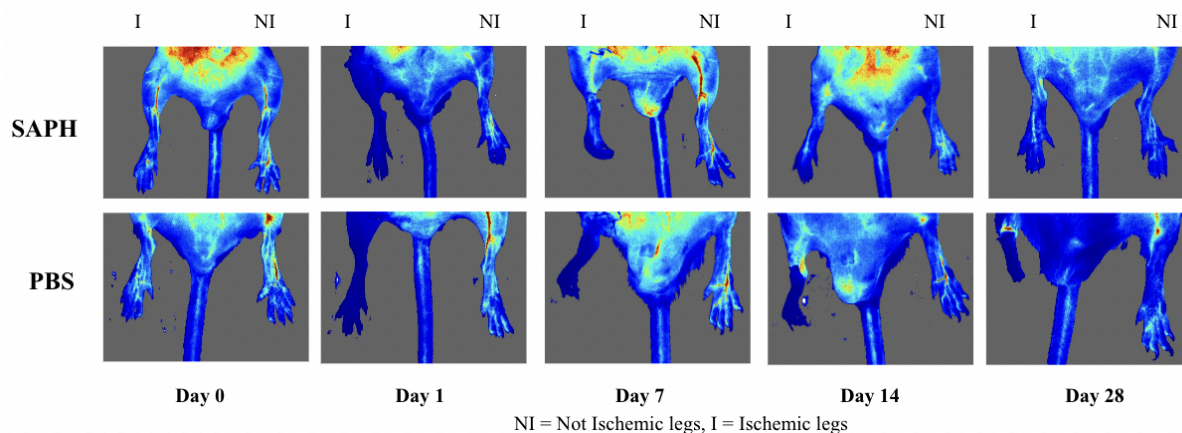 I NI I NI I NI I NI I NI
SAPH
PBS
Day 0 Day 1 Day 7 Day 14 Day 28
NI = Not Ischemic legs, I = Ischemic legs